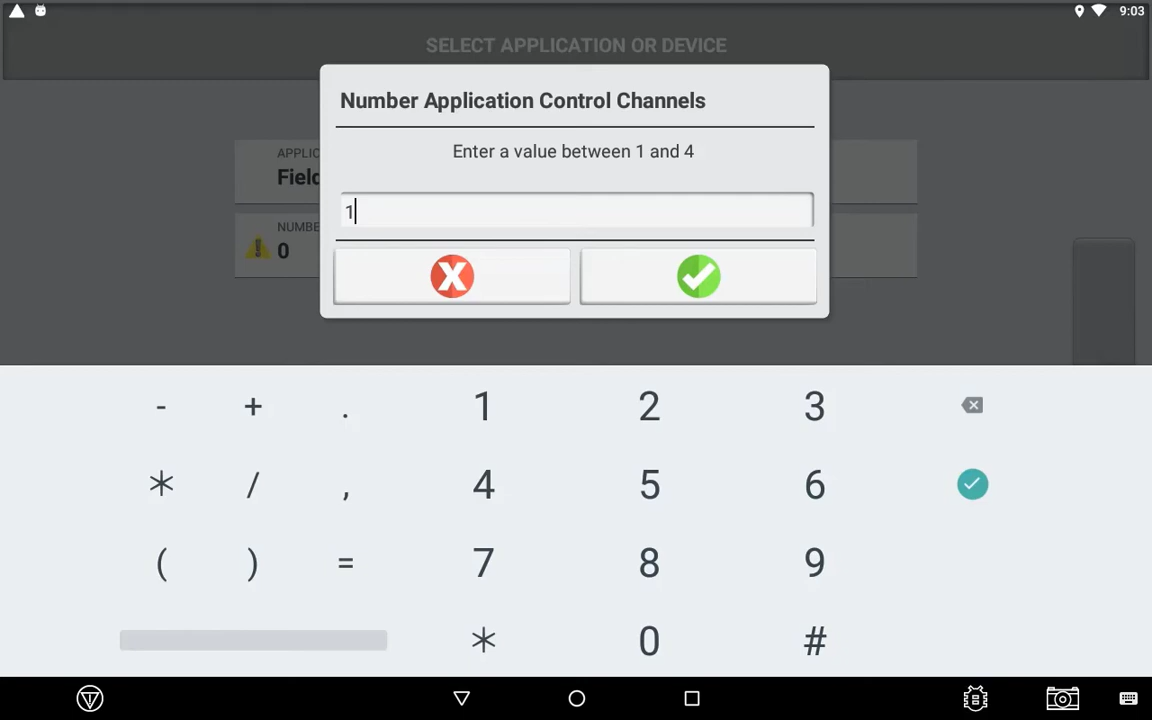 9:03
SELECT APPLICATION OR DEVICE
Number Application Control Channels
Enter a value between 1 and 4
APPLIC
Field
1
NUMBE
0
X
- + . 1 2 3
* / , 4 5 6
( ) = 7 8 9
* 0 #